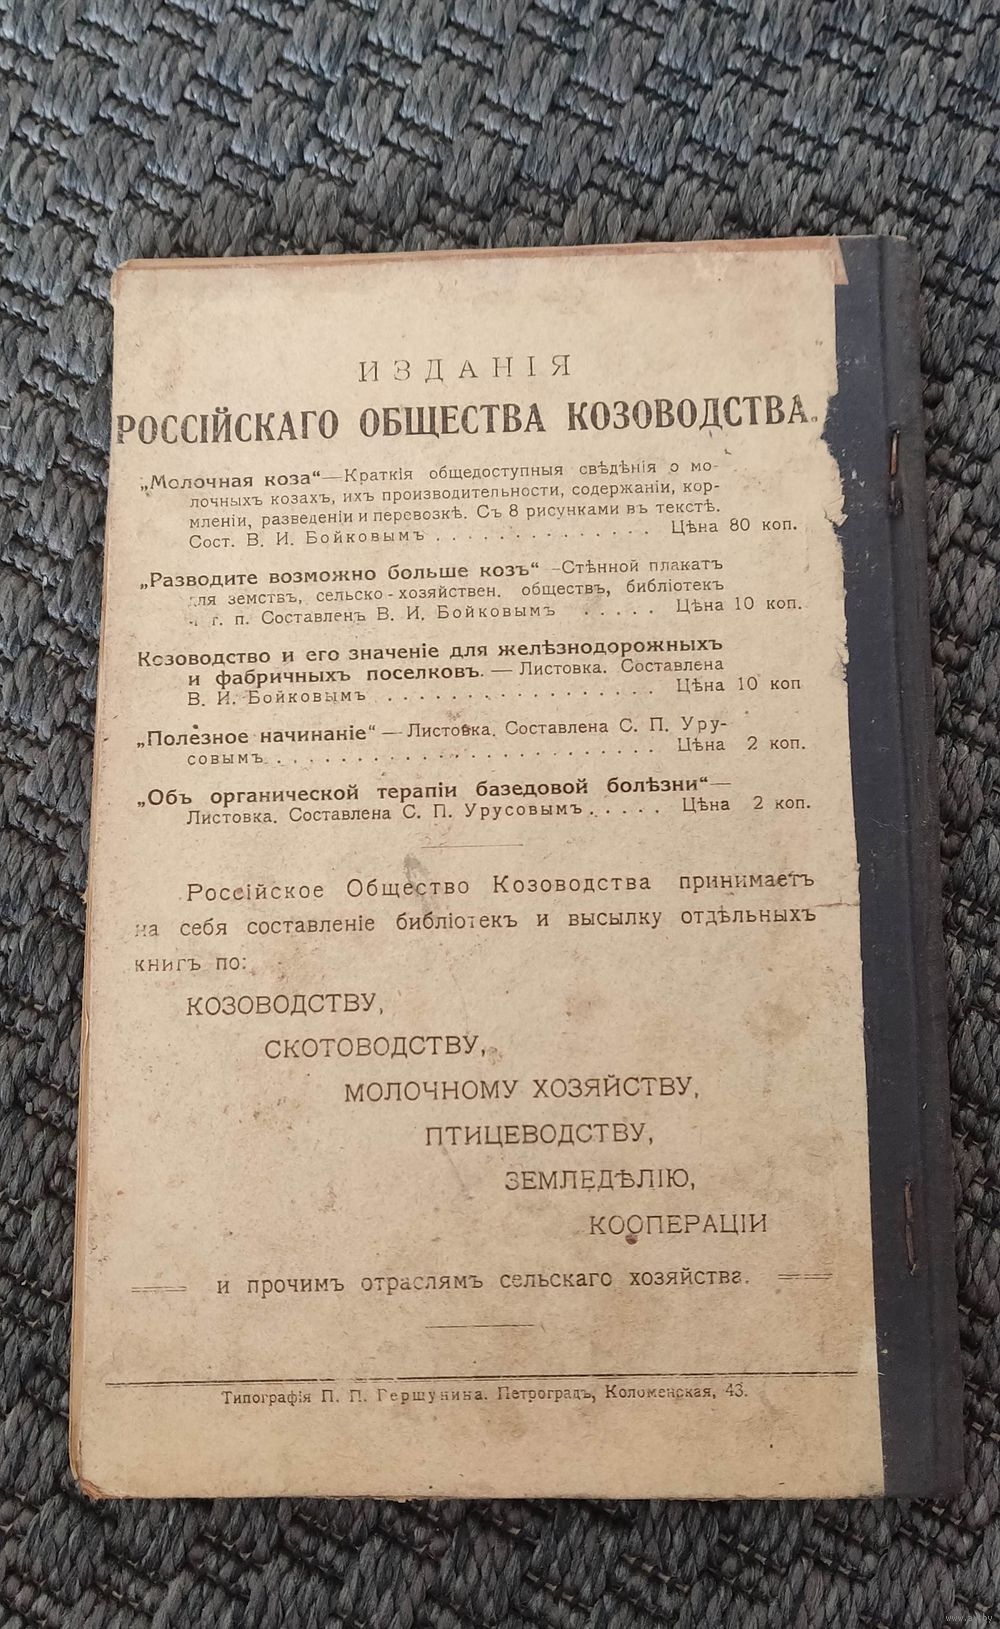 ИЗДАНІЯ
РОССІЙСКАГО ОБЩЕСТВА КОЗОВОДСТВА.
„Молочная коза“—Краткія общедоступныя свѣдѣнія о мо-
лочныхъ козахъ, ихъ производительности, содержаніи, кор-
мленіи, разведеніи и перевозкѣ. Съ 8 рисунками въ текстѣ.
Сост. В. И. Бойковымъ . . . . . . . . . . . . . Цѣна 80 коп.
„Разводите возможно больше козъ“ -Стѣнной плакатъ
для земствъ, сельско-хозяйствен. обществъ, библіотекъ
и г. п. Составленъ В. И. Бойковымъ . . . . . Цѣна 10 коп.
Козоводство и его значеніе для желѣзнодорожныхъ
и фабричныхъ поселковъ. — Листовка. Составлена
В. И. Бойковымъ . . . . . . . . . . . . . . . . Цѣна 10 коп
„Полезное начинаніе“ — Листовка. Составлена С. П. Уру-
совымъ. . . . . . . . . . . . . . . . . . . . . . . Цѣна 2 коп.
„Объ органической терапіи базедовой болѣзни“—
Листовка. Составлена С. П. Урусовымъ. . . . . Цѣна 2 коп.
Россійское Общество Козоводства принимаетъ
на себя составленіе библіотекъ и высылку отдѣльныхъ
книгъ по:
КОЗОВОДСТВУ,
СКОТОВОДСТВУ,
МОЛОЧНОМУ ХОЗЯЙСТВУ,
ПТИЦЕВОДСТВУ,
ЗЕМЛЕДѢЛІЮ,
КООПЕРАЦІИ
и прочимъ отраслямъ сельскаго хозяйства.
Типографія П. П. Гершунина. Петроградъ, Коломенская, 43.